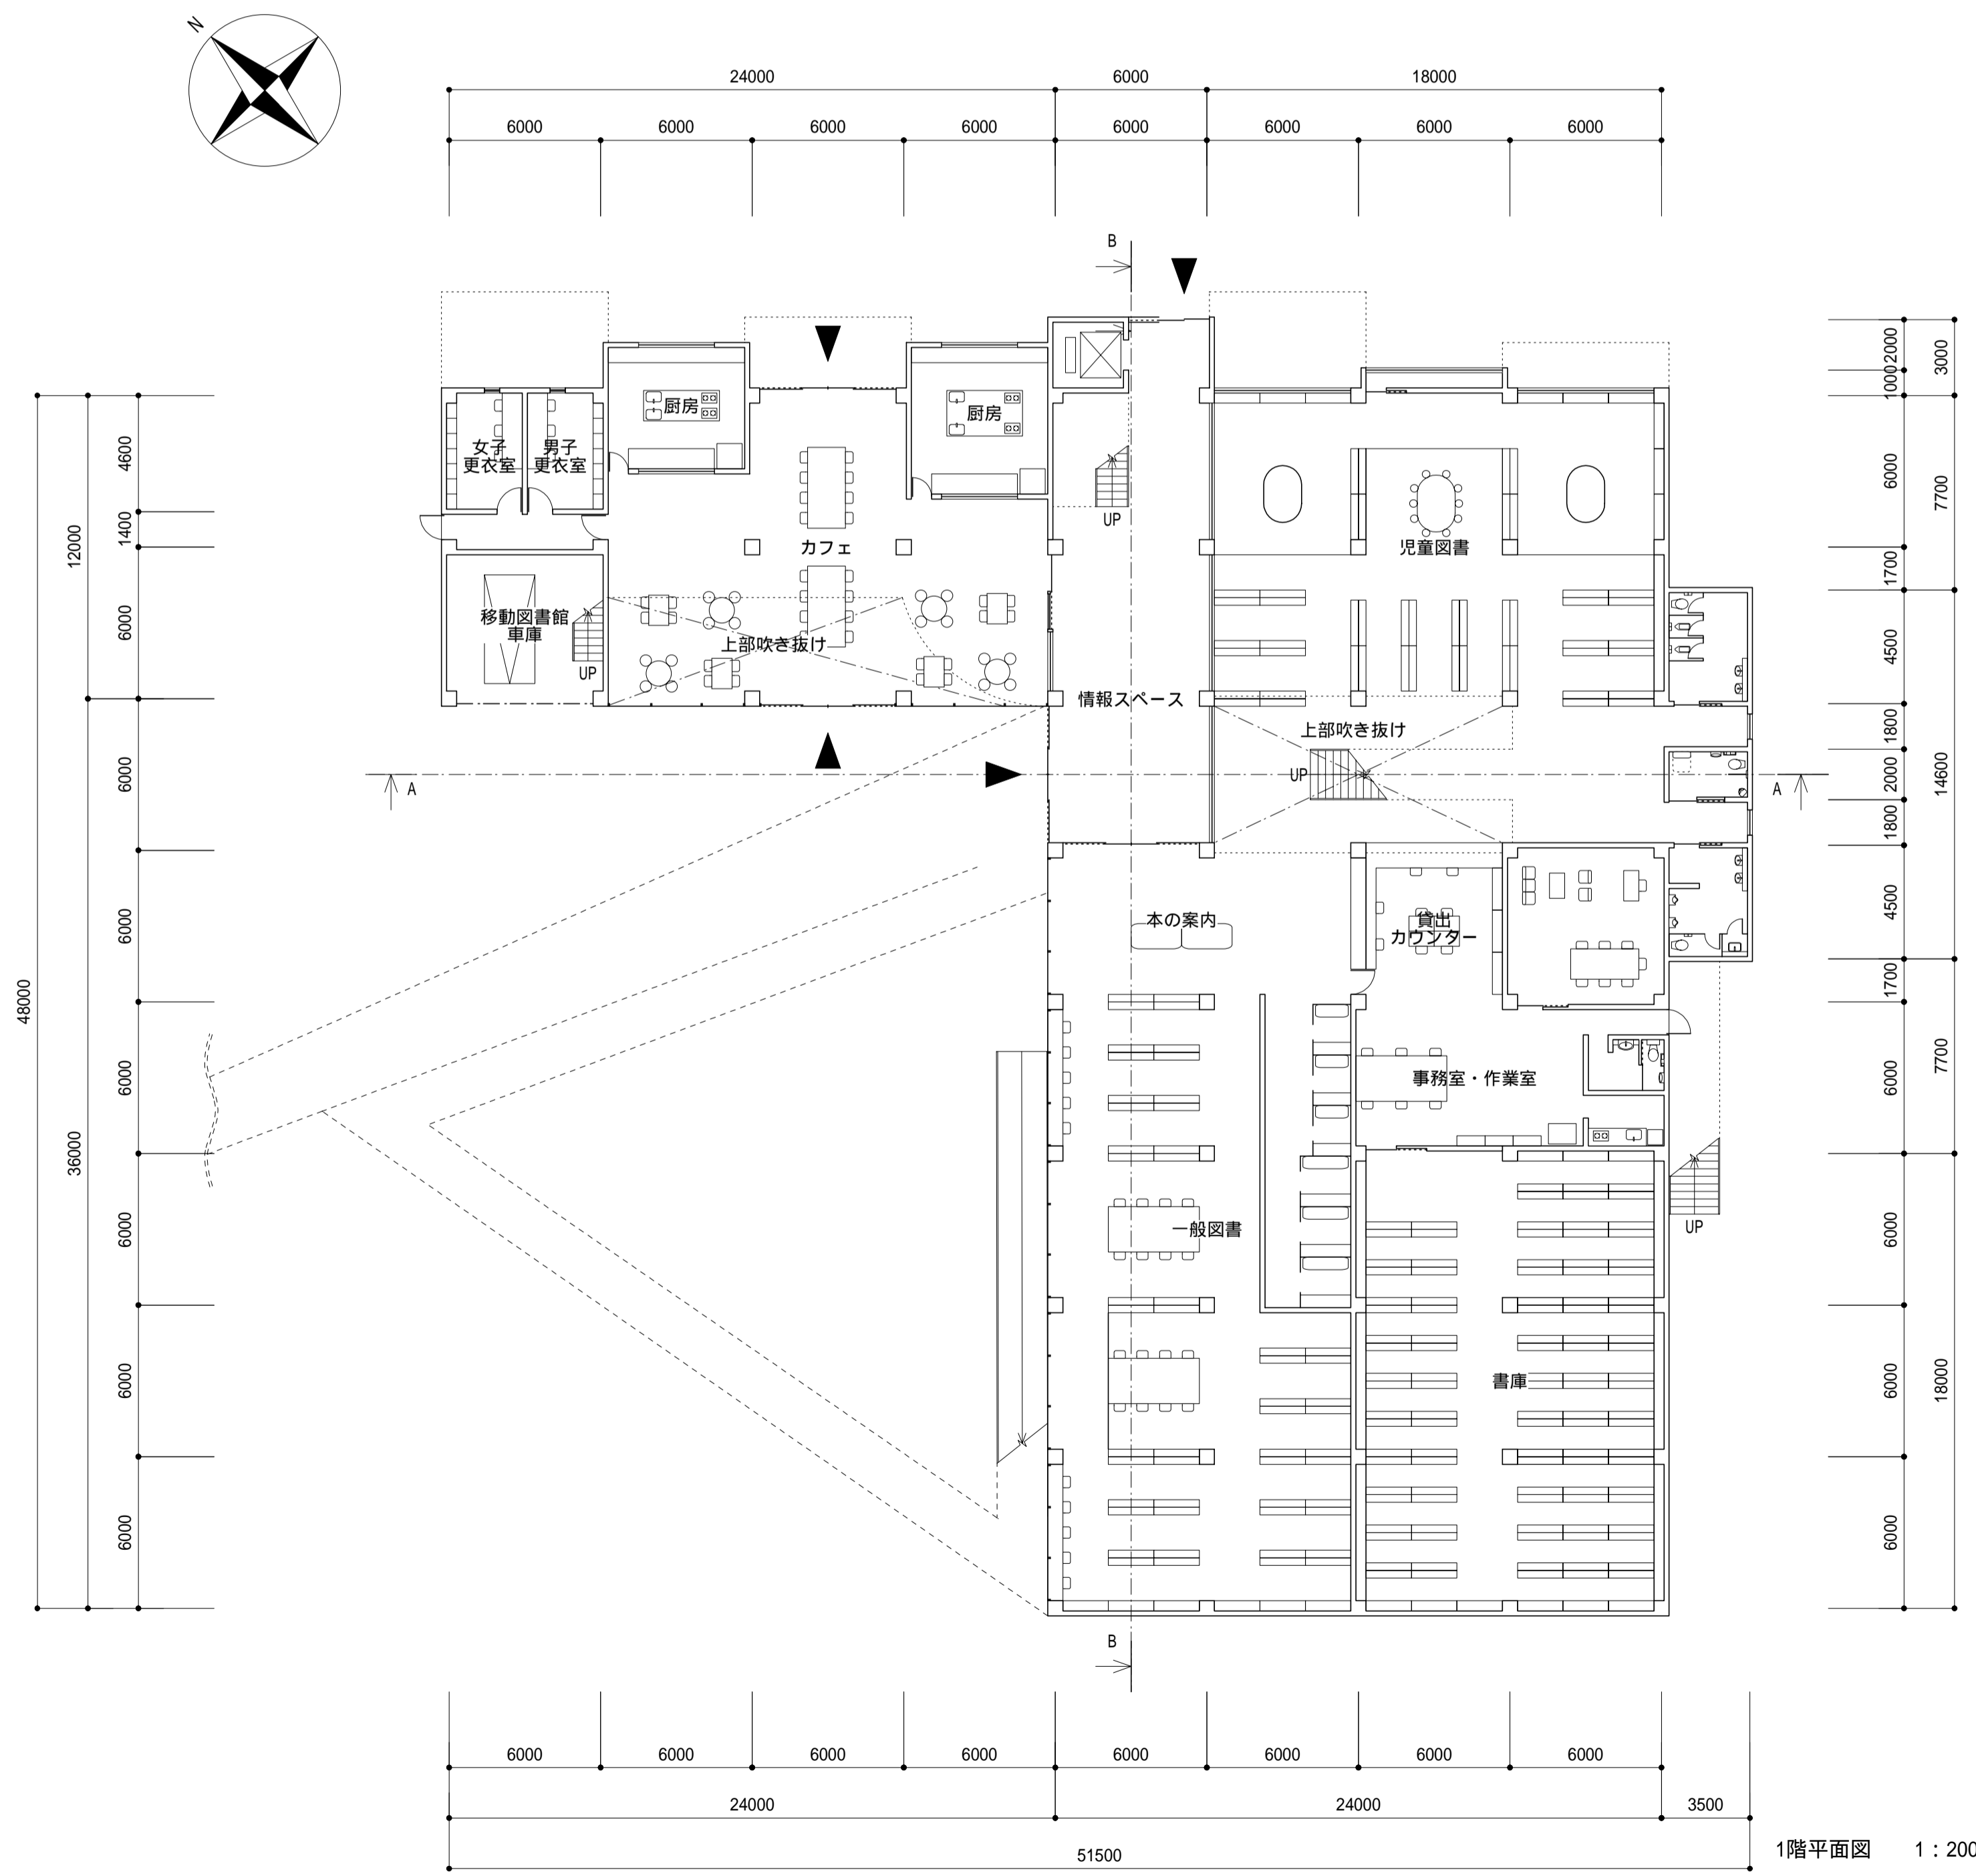 N
24000
6000
18000
6000
6000
6000
6000
6000
6000
6000
6000
B
厨房
厨房
女子
更衣室
男子
更衣室
UP
カフェ
児童図書
移動図書館
車庫
UP
上部吹き抜け
情報スペース
上部吹き抜け
UP
A
A
本の案内
貸出
カウンター
事務室・作業室
UP
一般図書
書庫
B
48000
12000
36000
4600
1400
6000
6000
6000
6000
6000
6000
6000
2000
1000
6000
1700
4500
1800
2000
1800
4500
1700
6000
6000
6000
6000
3000
7700
14600
7700
18000
6000
6000
6000
6000
6000
6000
6000
6000
24000
24000
3500
51500
1階平面図 1：200